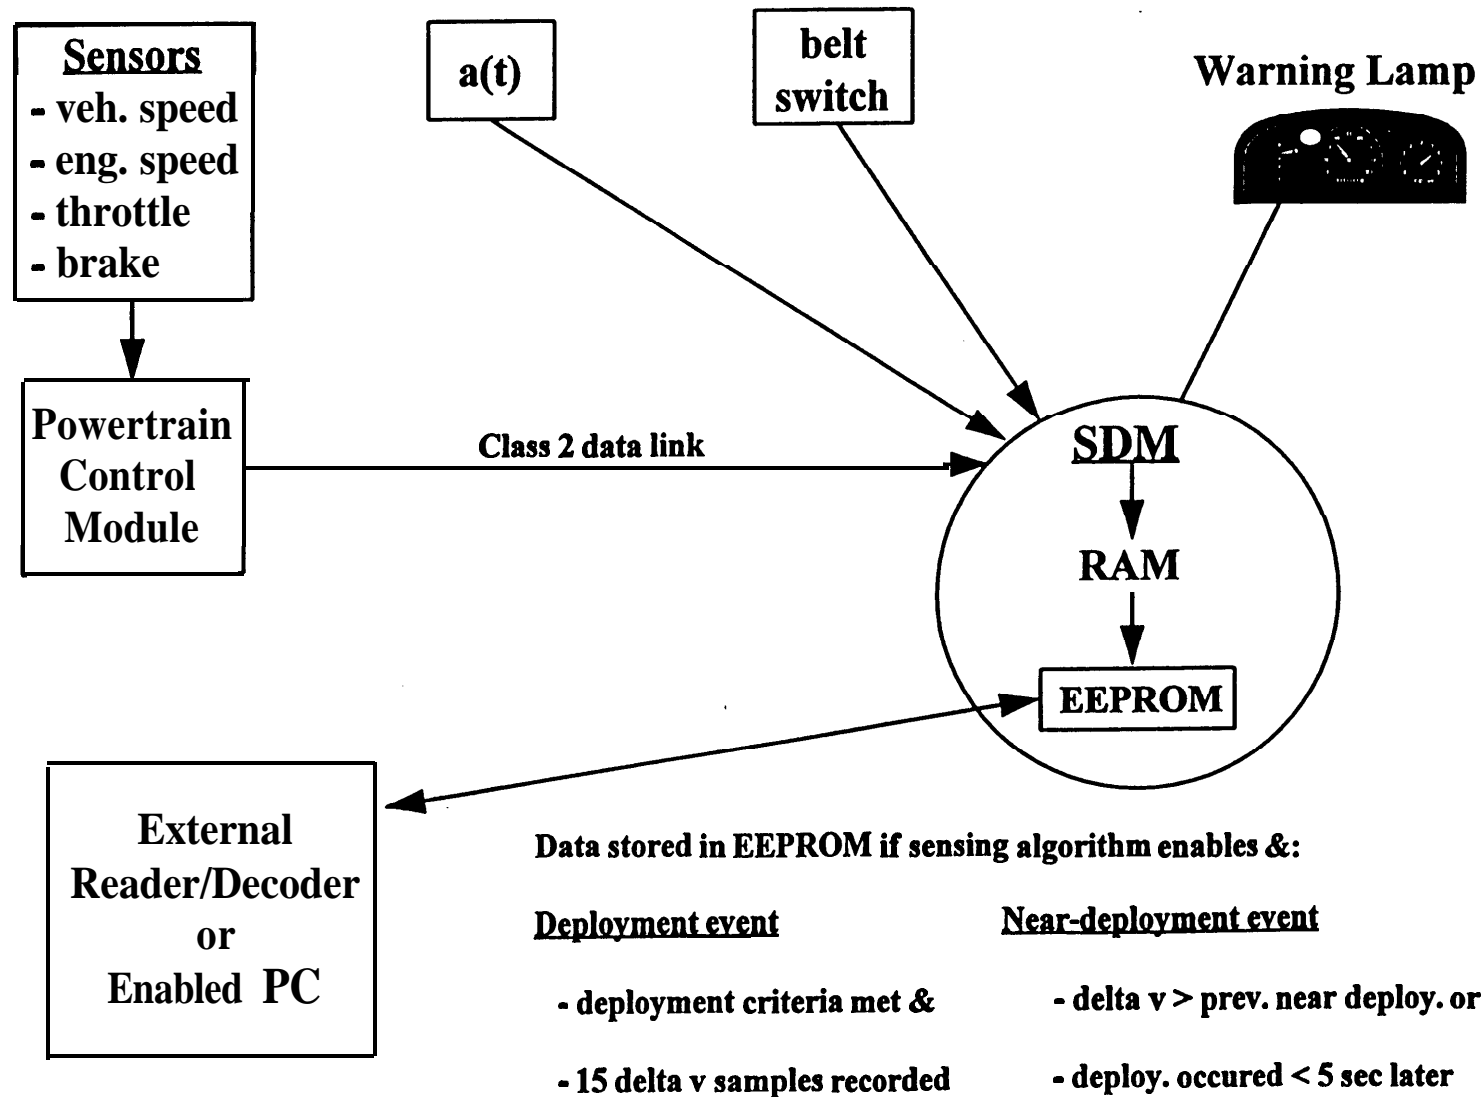 Sensors
- veh. speed
- eng. speed
- throttle
- brake
a(t)
belt
switch
Warning Lamp
Powertrain
Control
Module
Class 2 data link
SDM
RAM
EEPROM
External
Reader/Decoder
or
Enabled PC
Data stored in EEPROM if sensing algorithm enables &:
Deployment event
- deployment criteria met &
- 15 delta v samples recorded
Near-deployment event
- delta v > prev. near deploy. or
- deploy. occured < 5 sec later